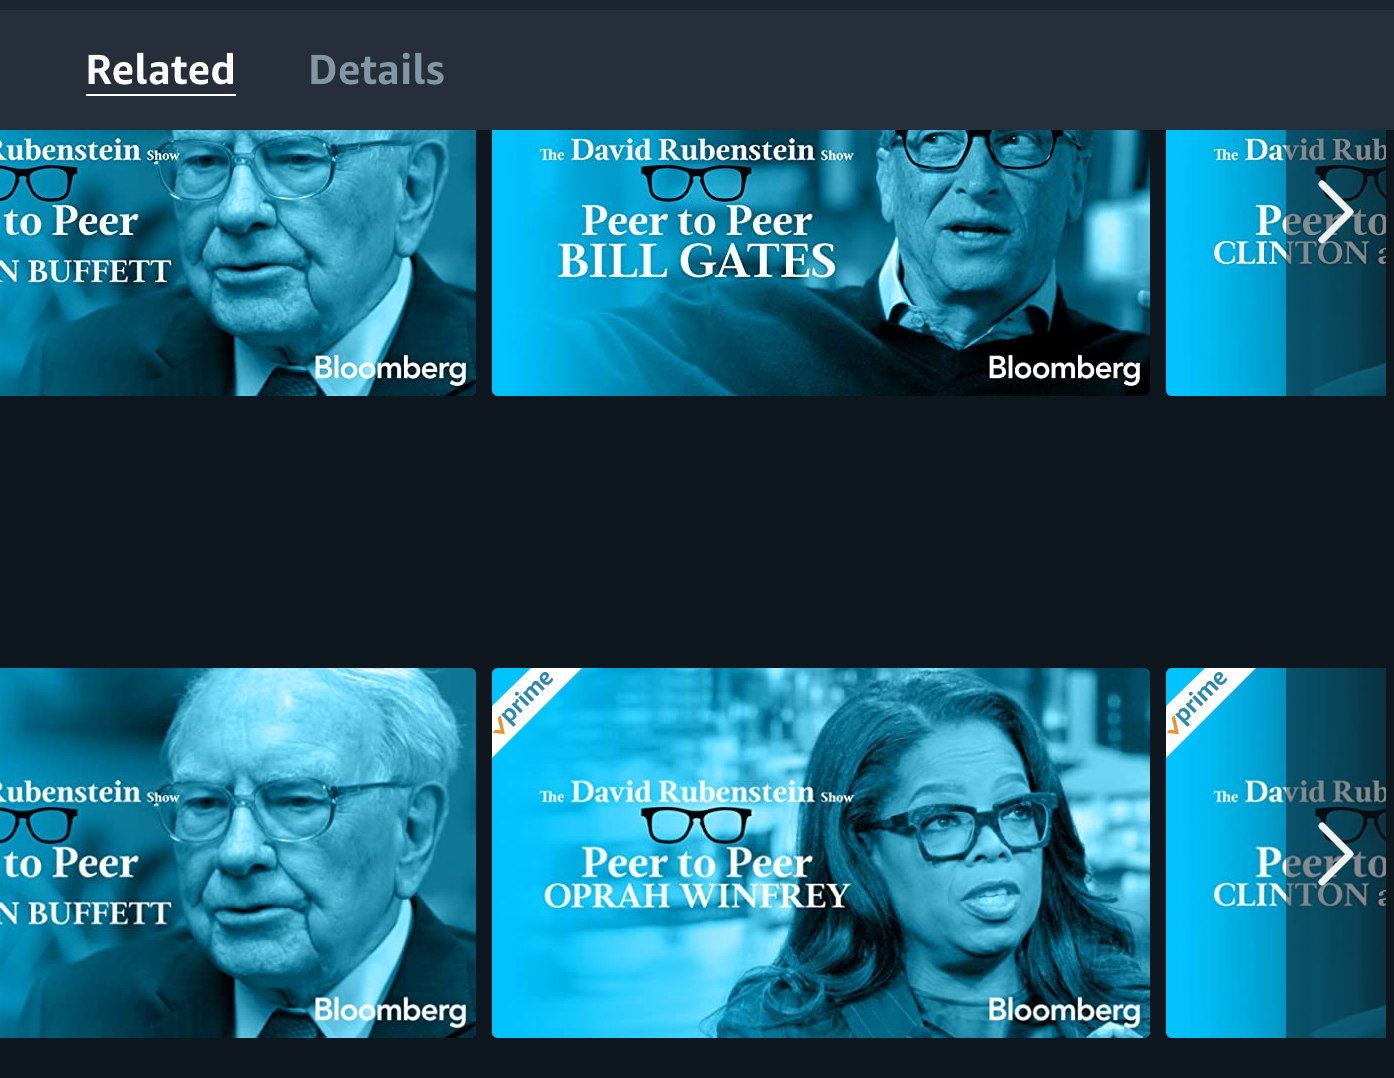 Related Details
Rubenstein Show
to Peer
N BUFFETT
Bloomberg
The David Rubenstein Show
Peer to Peer
BILL GATES
Bloomberg
The David Rub
Peer to
CLINTON a
Rubenstein Show
to Peer
N BUFFETT
Bloomberg
prime
The David Rubenstein Show
Peer to Peer
OPRAH WINFREY
Bloomberg
prime
The David Rub
Peer to
CLINTON a